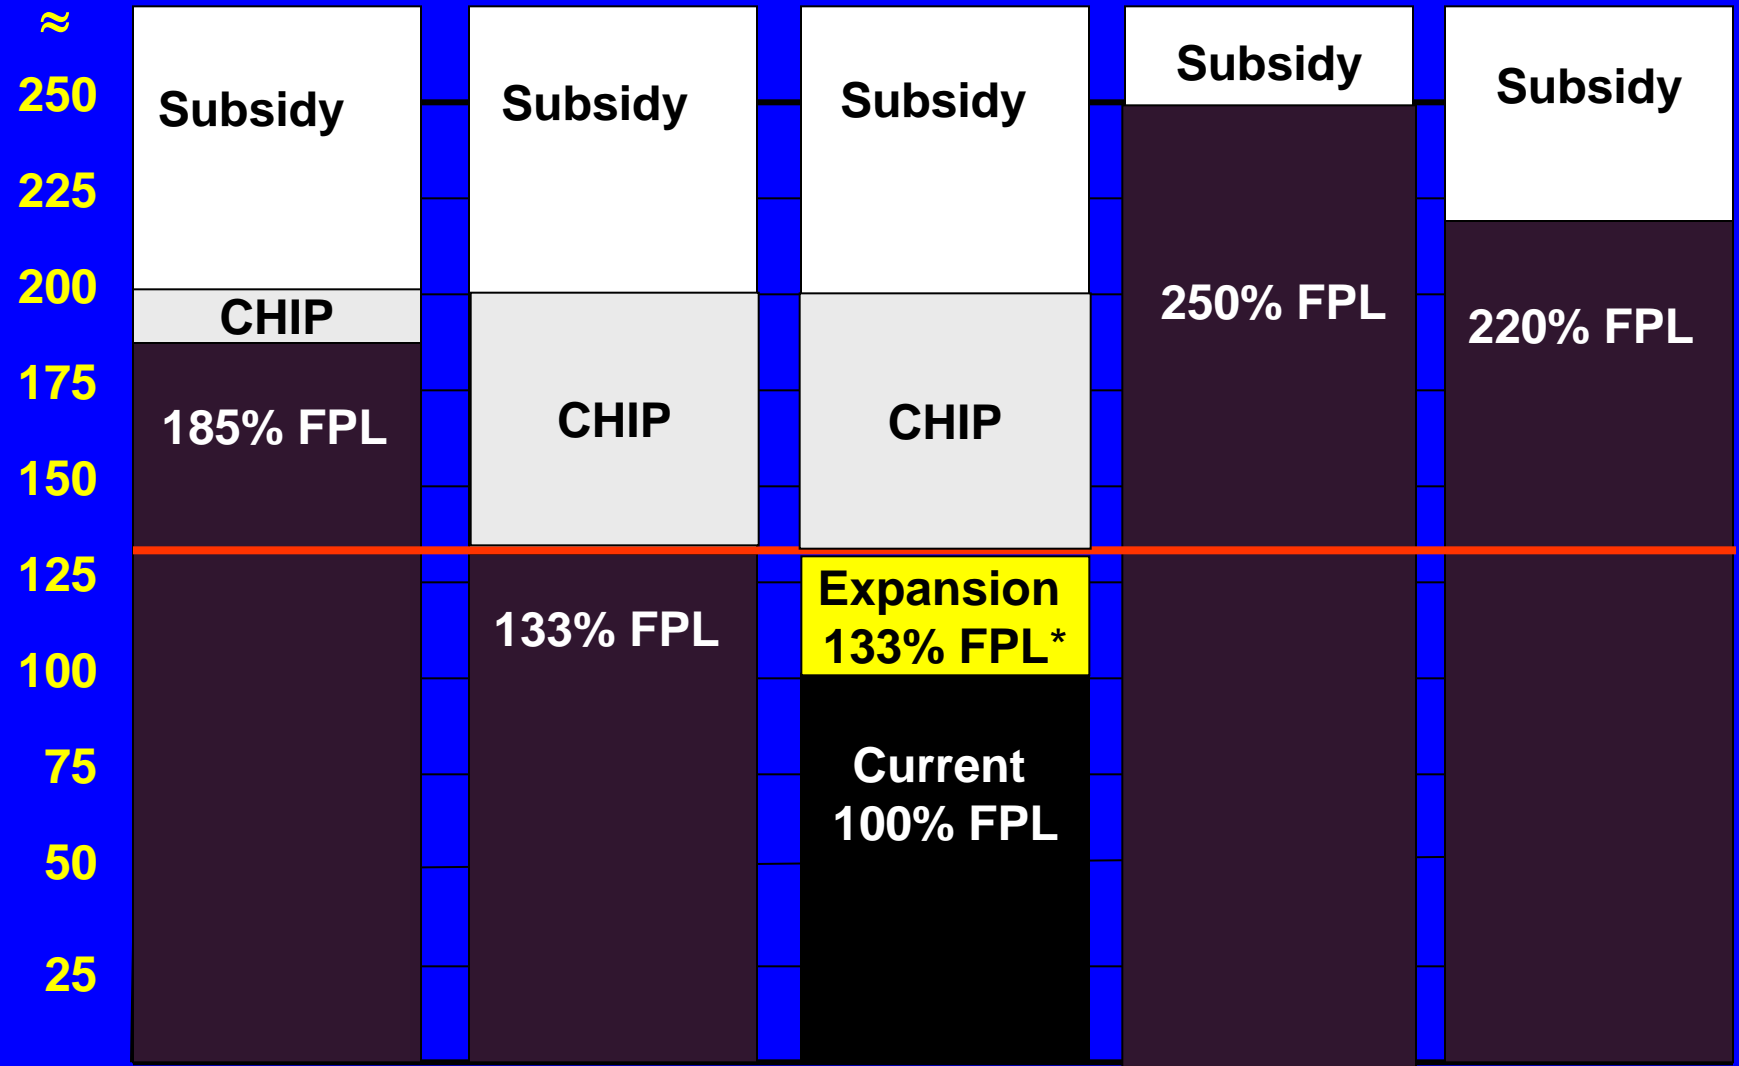 ≈
250
225
200
175
150
125
100
75
50
25
Subsidy
CHIP
185% FPL
Subsidy
CHIP
133% FPL
Subsidy
CHIP
Expansion
133% FPL*
Current
100% FPL
Subsidy
250% FPL
Subsidy
220% FPL